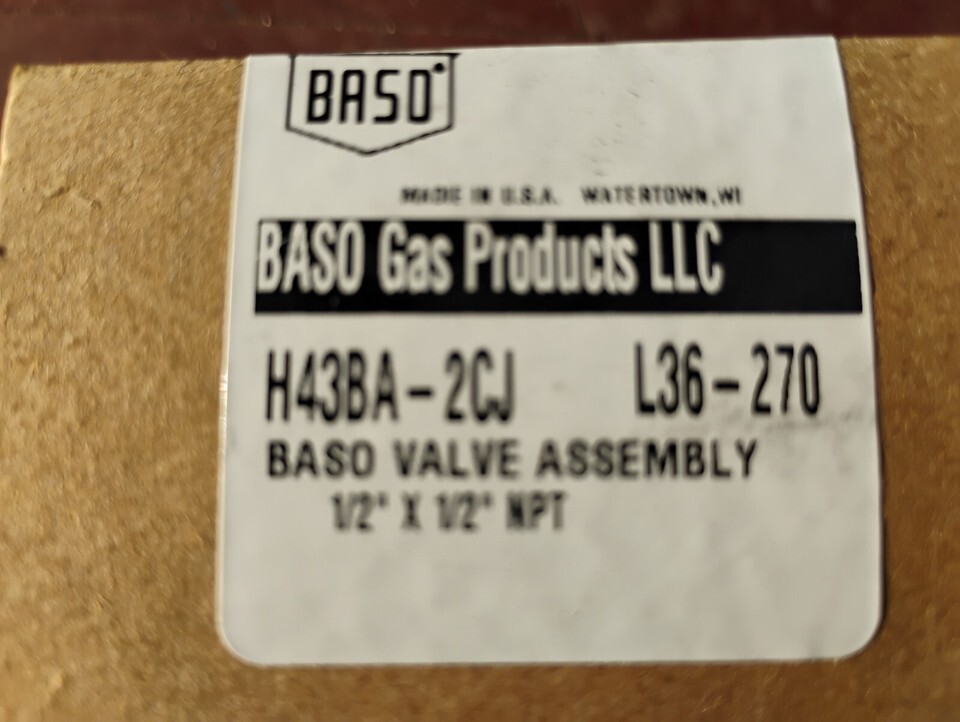 BASO
MADE IN U.S.A. WATERTOWN, WI
BASO Gas Products LLC
H43BA-2CJ L36-270
BASO VALVE ASSEMBLY
1/2" X 1/2" NPT